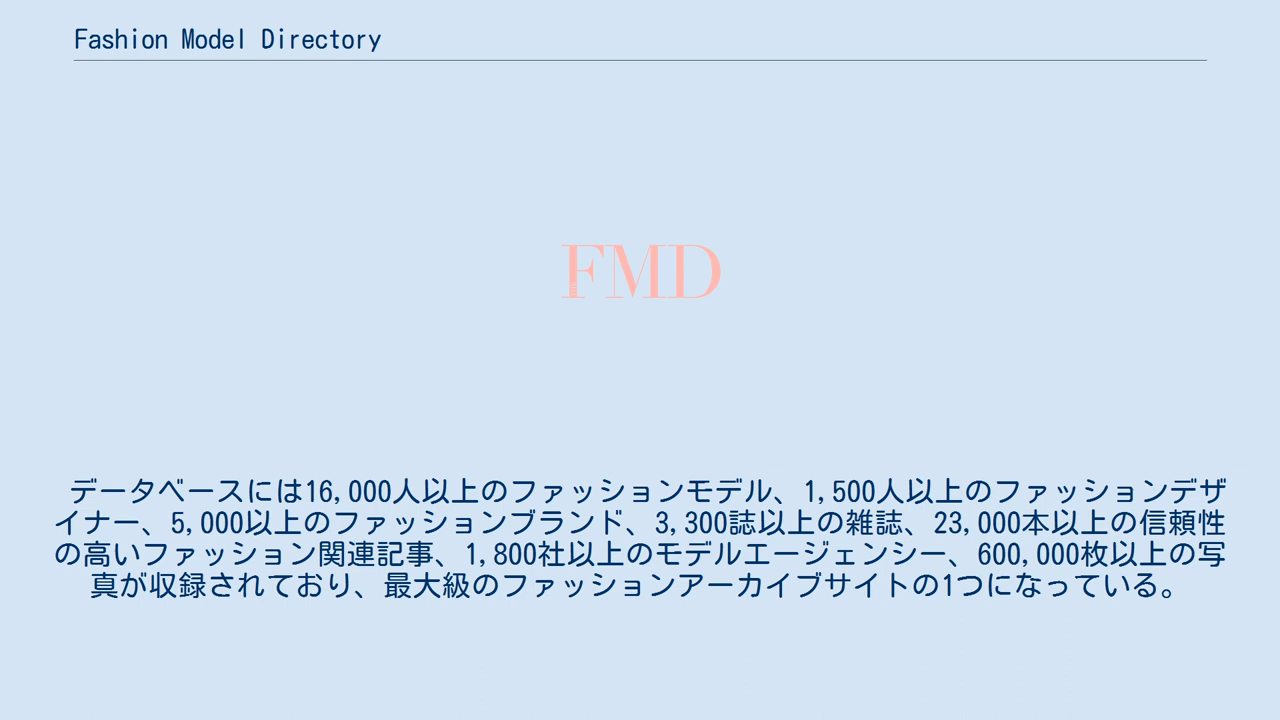 Fashion Model Directory
FMD
データベースには16,000人以上のファッションモデル、1,500人以上のファッションデザ
イナー、5,000以上のファッションブランド、3,300誌以上の雑誌、23,000本以上の信頼性
の高いファッション関連記事、1,800社以上のモデルエージェンシー、600,000枚以上の写
真が収録されており、最大級のファッションアーカイブサイトの1つになっている。